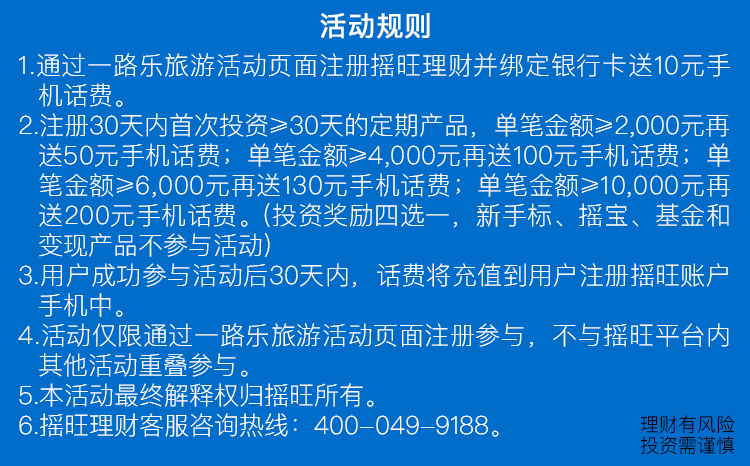 活动规则
1.通过一路乐旅游活动页面注册摇旺理财并绑定银行卡送10元手
机话费。
2.注册30天内首次投资≥30天的定期产品，单笔金额≥2,000元再
送50元手机话费；单笔金额≥4,000元再送100元手机话费；单
笔金额≥6,000元再送130元手机话费；单笔金额≥10,000元再
送200元手机话费。(投资奖励四选一，新手标、摇宝、基金和
变现产品不参与活动)
3.用户成功参与活动后30天内，话费将充值到用户注册摇旺账户
手机中。
4.活动仅限通过一路乐旅游活动页面注册参与，不与摇旺平台内
其他活动重叠参与。
5.本活动最终解释权归摇旺所有。
6.摇旺理财客服咨询热线：400–049–9188。
理财有风险
投资需谨慎